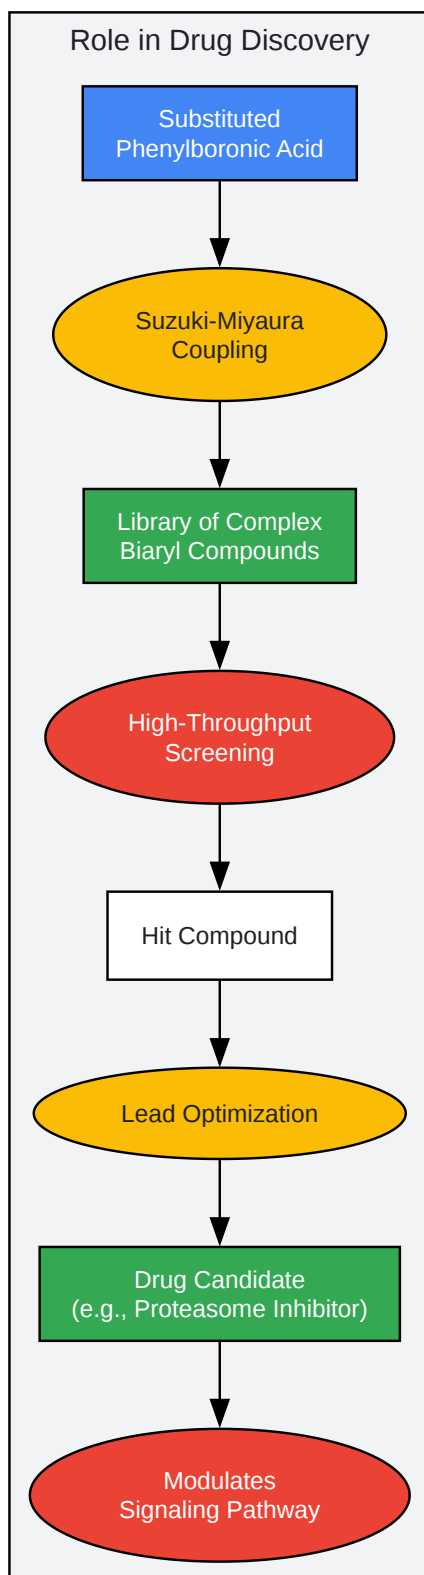 Role in Drug Discovery
Substituted
Phenylboronic Acid
Suzuki-Miyaura
Coupling
Library of Complex
Biaryl Compounds
High-Throughput
Screening
Hit Compound
Lead Optimization
Drug Candidate
(e.g., Proteasome Inhibitor)
Modulates
Signaling Pathway